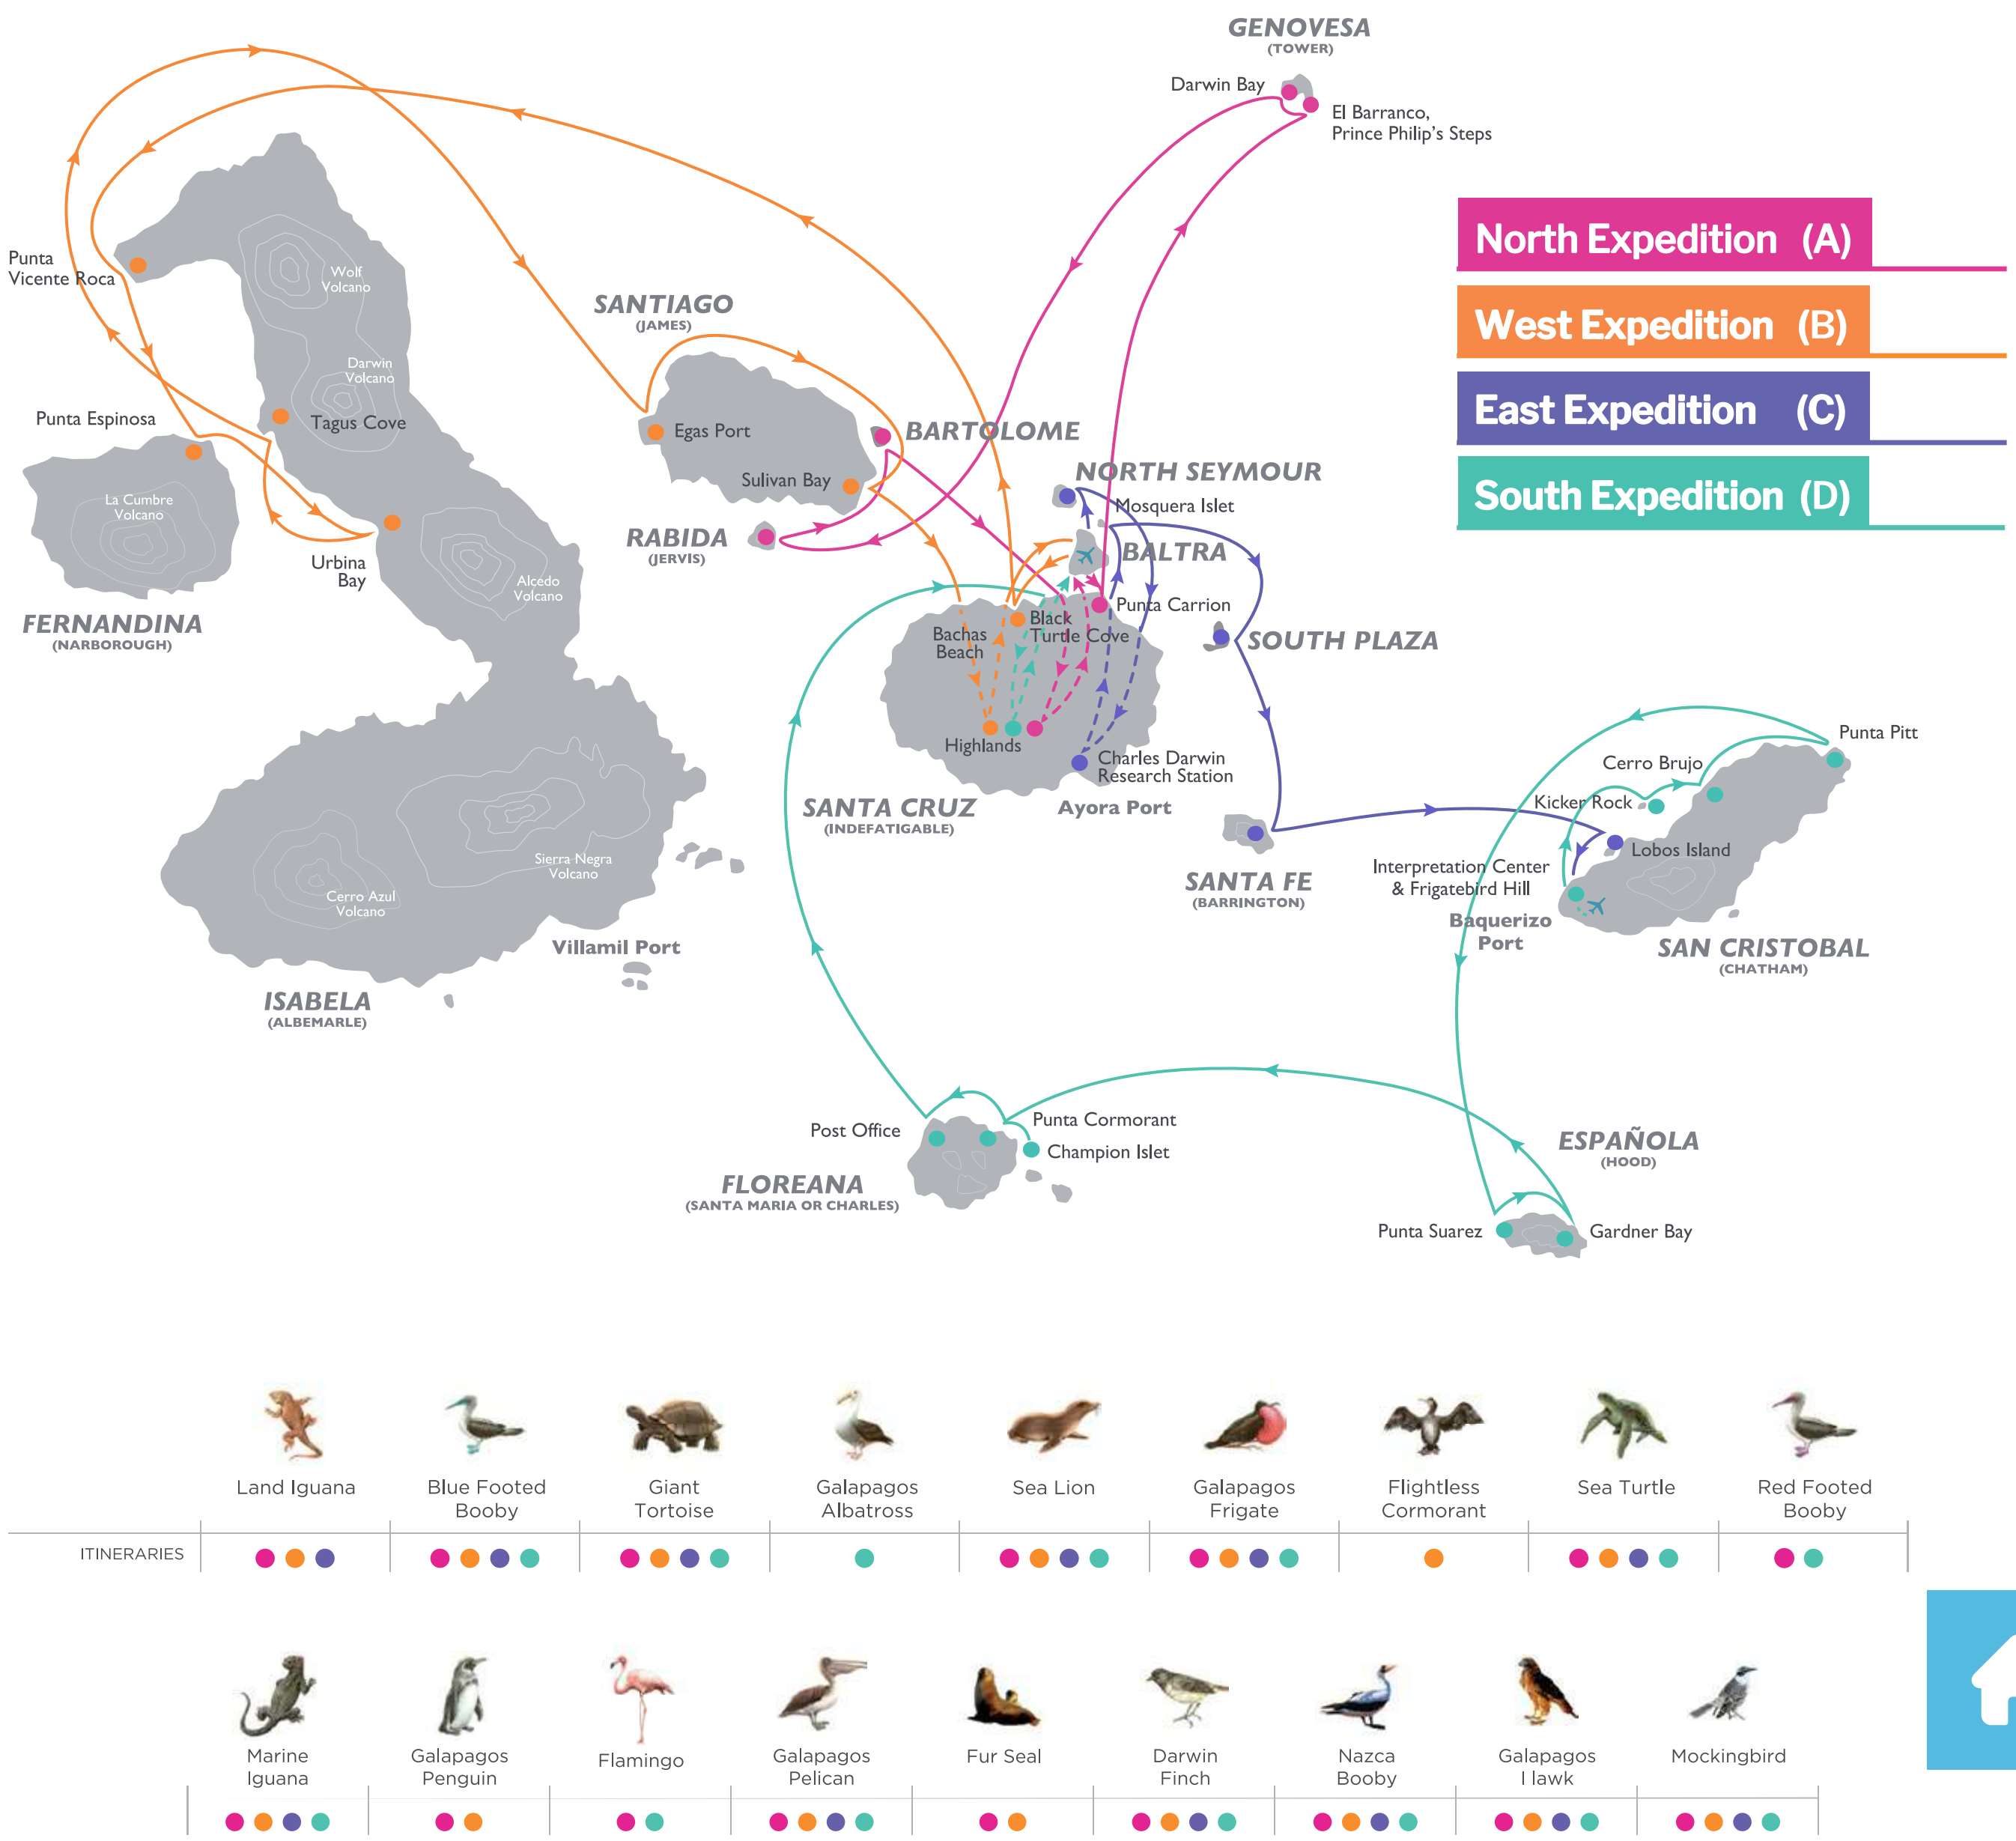 GENOVESA
(TOWER)
Darwin Bay
El Barranco,
Prince Philip's Steps
North Expedition (A)
West Expedition (B)
East Expedition (C)
South Expedition (D)
Punta
Vicente Roca
Wolf
Volcano
Darwin
Volcano
Tagus Cove
Punta Espinosa
La Cumbre
Volcano
Urbina
Bay
Alcedo
Volcano
FERNANDINA
(NARBOROUGH)
SANTIAGO
(JAMES)
Egas Port
Sulivan Bay
BARTOLOME
RABIDA
(JERVIS)
NORTH SEYMOUR
Mosquera Islet
BALTRA
Punta Carrion
Black
Turtle Cove
Bachas
Beach
SOUTH PLAZA
Highlands
Charles Darwin
Research Station
Ayora Port
SANTA CRUZ
(INDEFATIGABLE)
Punta Pitt
Cerro Brujo
Kicker Rock
Lobos Island
Interpretation Center
& Frigatebird Hill
Baquerizo
Port
SAN CRISTOBAL
(CHATHAM)
SANTA FE
(BARRINGTON)
Sierra Negra
Volcano
Cerro Azul
Volcano
Villamil Port
ISABELA
(ALBEMARLE)
Post Office
Punta Cormorant
Champion Islet
FLOREANA
(SANTA MARIA OR CHARLES)
ESPAÑOLA
(HOOD)
Punta Suarez
Gardner Bay
Land Iguana
Blue Footed
Booby
Giant
Tortoise
Galapagos
Albatross
Sea Lion
Galapagos
Frigate
Flightless
Cormorant
Sea Turtle
Red Footed
Booby
ITINERARIES
Marine
Iguana
Galapagos
Penguin
Flamingo
Galapagos
Pelican
Fur Seal
Darwin
Finch
Nazca
Booby
Galapagos
I lawk
Mockingbird